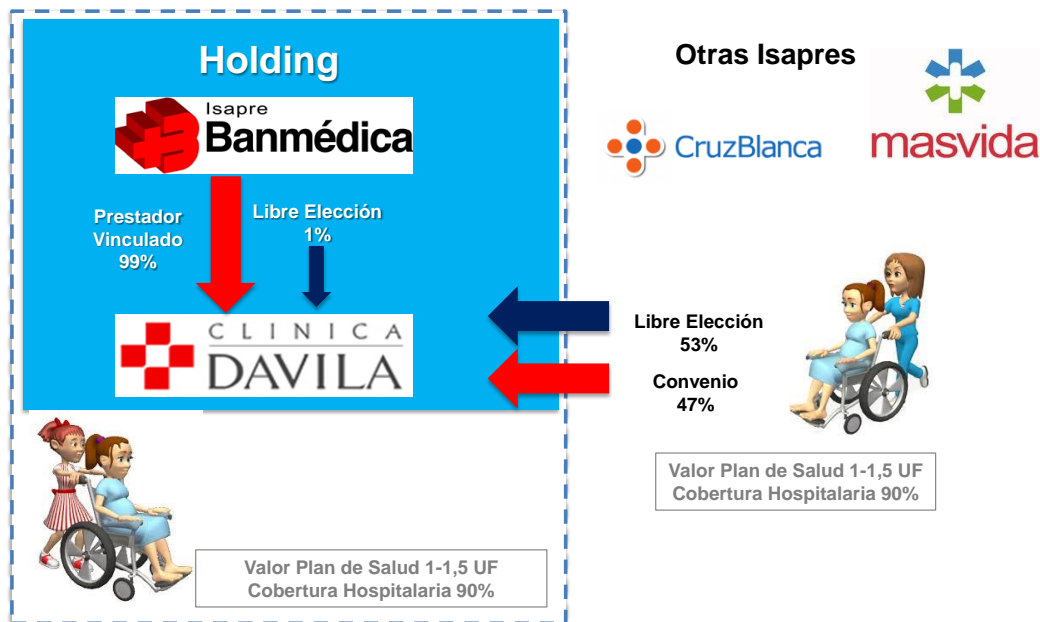 Holding
Isapre
Banmédica
Prestador
Vinculado
99%
Libre Elección
1%
CLINICA
DAVILA
Valor Plan de Salud 1-1,5 UF
Cobertura Hospitalaria 90%
Otras Isapres
CruzBlanca
masvida
Libre Elección
53%
Convenio
47%
Valor Plan de Salud 1-1,5 UF
Cobertura Hospitalaria 90%